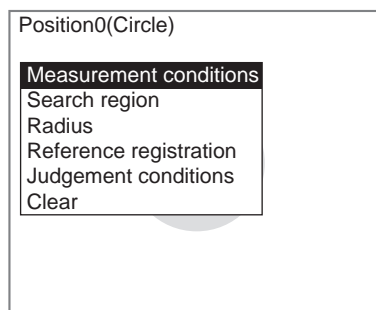 Position0(Circle)
Measurement conditions
Search region
Radius
Reference registration
Judgement conditions
Clear